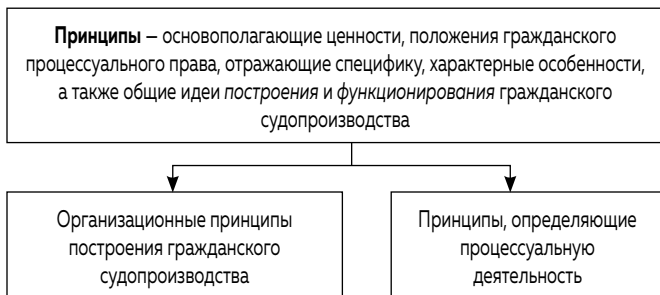 Принципы – основополагающие ценности, положения гражданского
процессуального права, отражающие специфику, характерные особенности,
а также общие идеи построения и функционирования гражданского
судопроизводства
Организационные принципы
построения гражданского
судопроизводства
Принципы, определяющие
процессуальную
деятельность